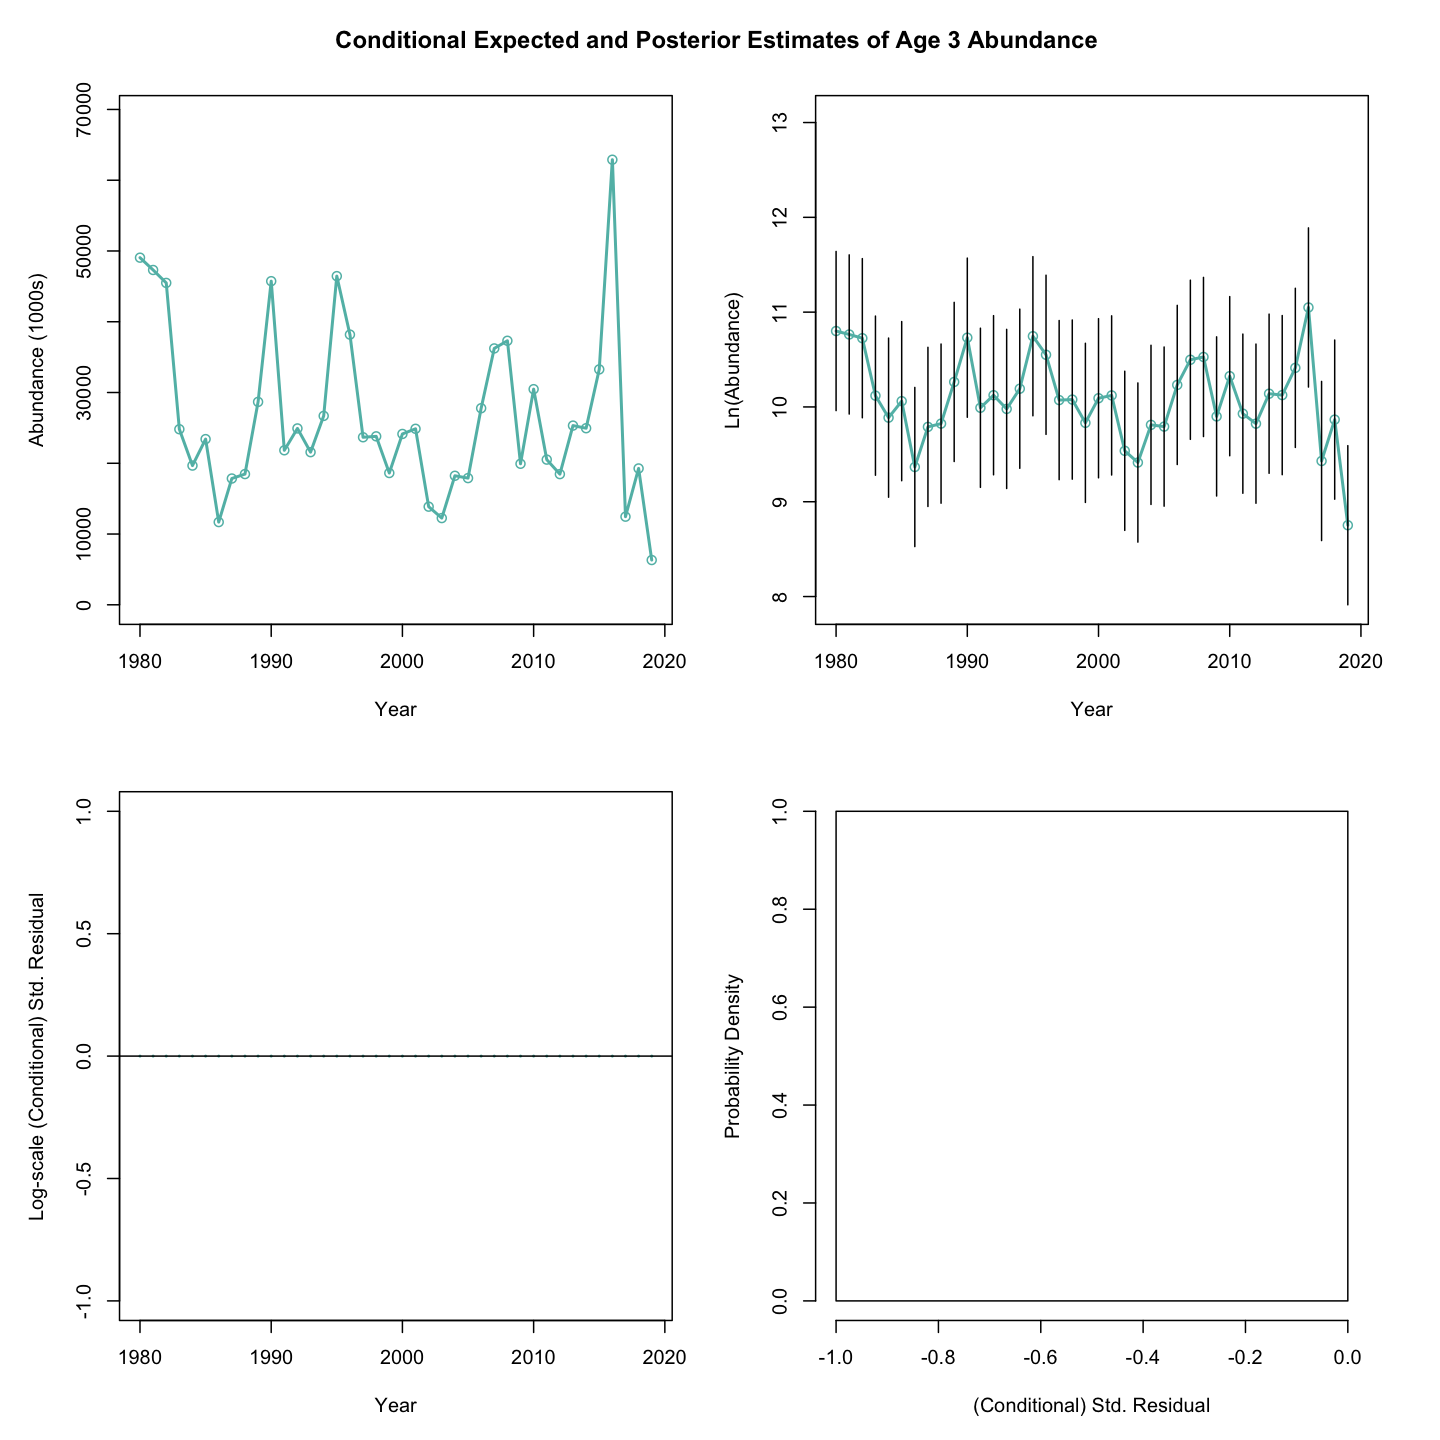 Conditional Expected and Posterior Estimates of Age 3 Abundance
Abundance (1000s)
70000
50000
30000
10000
0
1980 1990 2000 2010 2020
Year
Ln(Abundance)
13
12
11
10
9
8
1980 1990 2000 2010 2020
Year
Log-scale (Conditional) Std. Residual
1.0
0.5
0.0
-0.5
-1.0
1980 1990 2000 2010 2020
Year
Probability Density
1.0
0.8
0.6
0.4
0.2
0.0
-1.0 -0.8 -0.6 -0.4 -0.2 0.0
(Conditional) Std. Residual